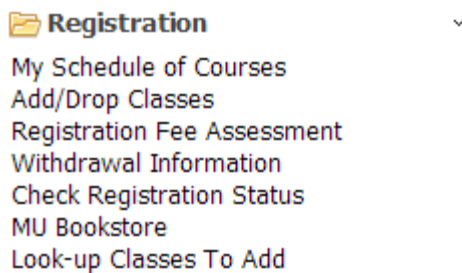 Registration
My Schedule of Courses
Add/Drop Classes
Registration Fee Assessment
Withdrawal Information
Check Registration Status
MU Bookstore
Look-up Classes To Add